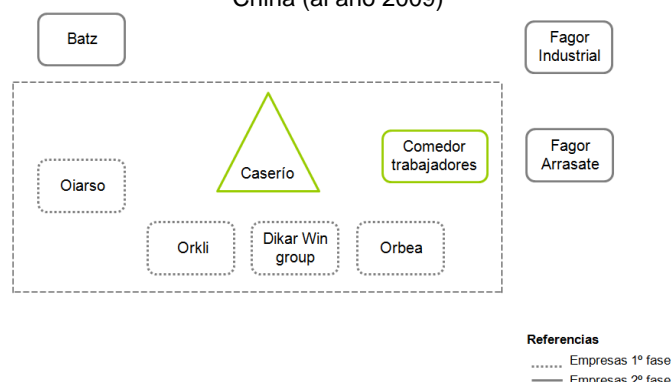 China (al año 2009)
Batz
Fagor
Industrial
Comedor
trabajadores
Fagor
Arrasate
Caserío
Oiarso
Orkli
Dikar Win
group
Orbea
Referencias
Empresas 1º fase
Empresas 2º fase